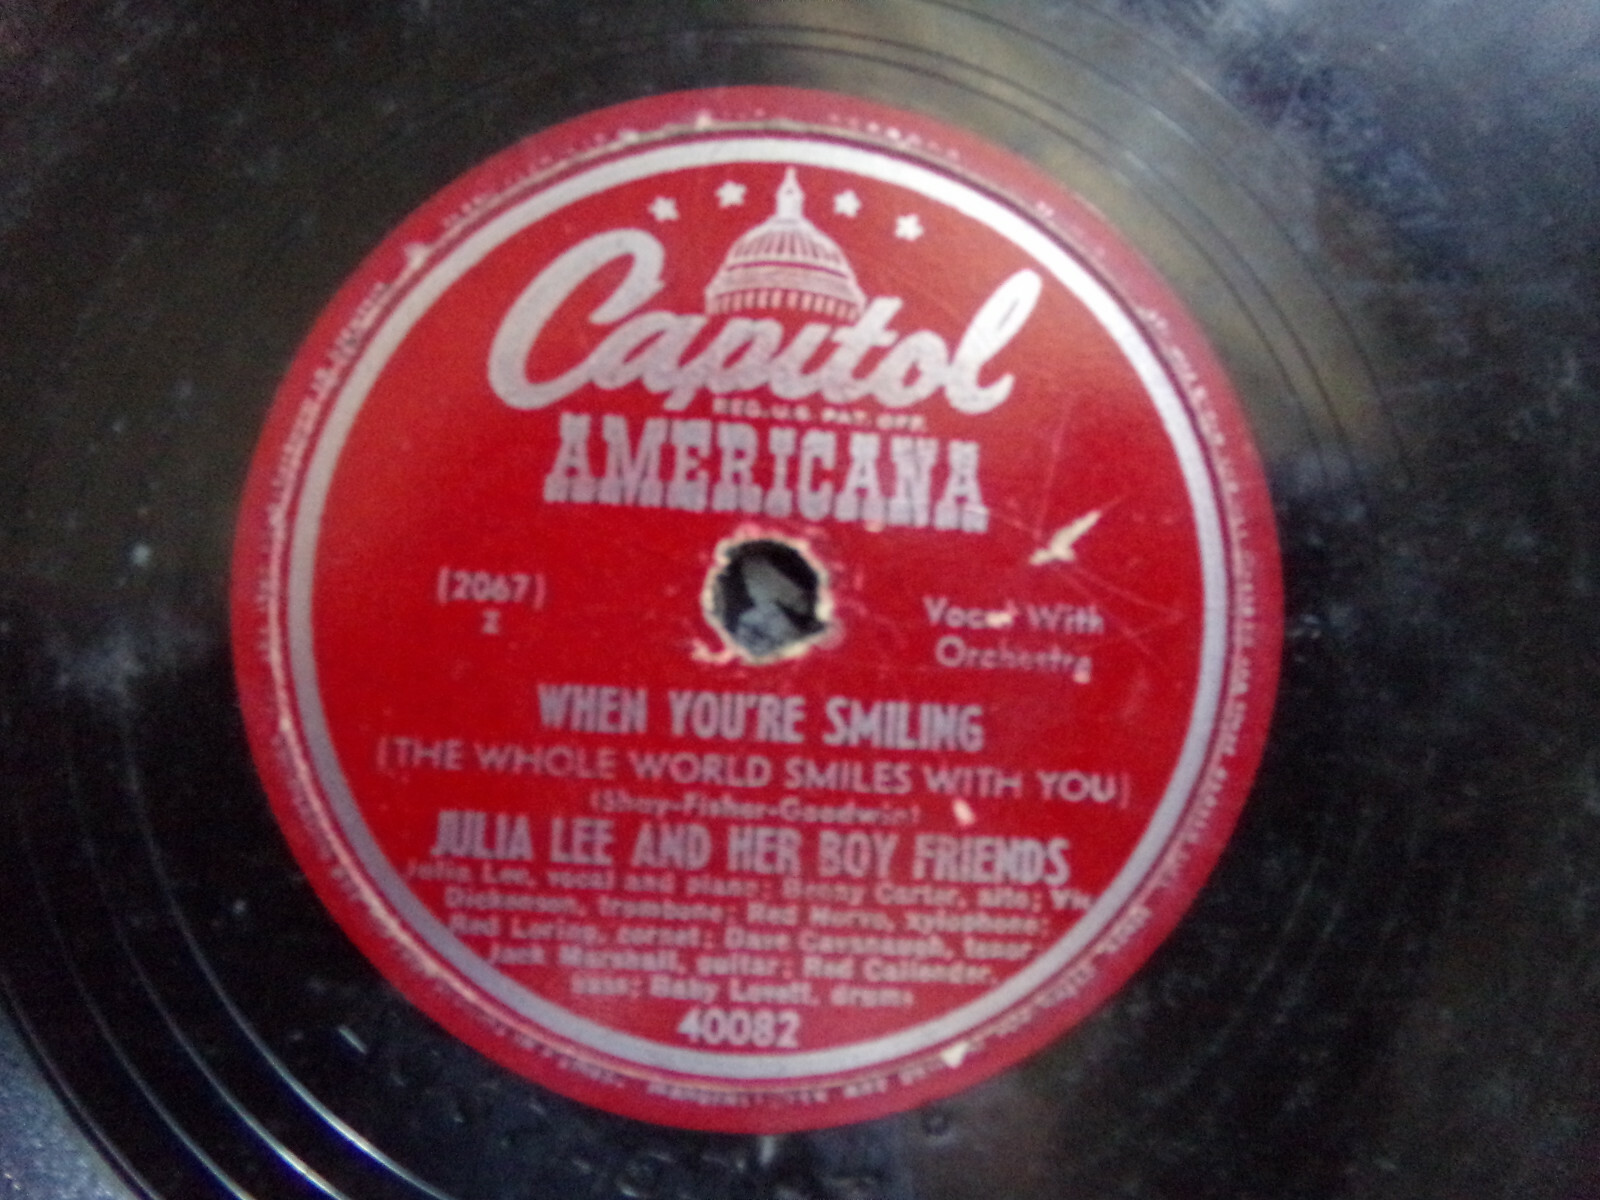 Capitol
REG. U.S. PAT. OFF.
AMERICANA
(2067)
Z
Vocal With
Orchestra
WHEN YOU'RE SMILING
(THE WHOLE WORLD SMILES WITH YOU)
(Shay-Fisher-Goodwin)
JULIA LEE AND HER BOY FRIENDS
Julia Lee, vocal and piano; Benny Carter, alto; Vic
Dickenson, trombone; Red Norvo, xylophone;
Red cornet; Dave Cavanaugh, tenor
Jack Marshall, guitar; Red Callender,
bass; Baby Lovett, drums
40082